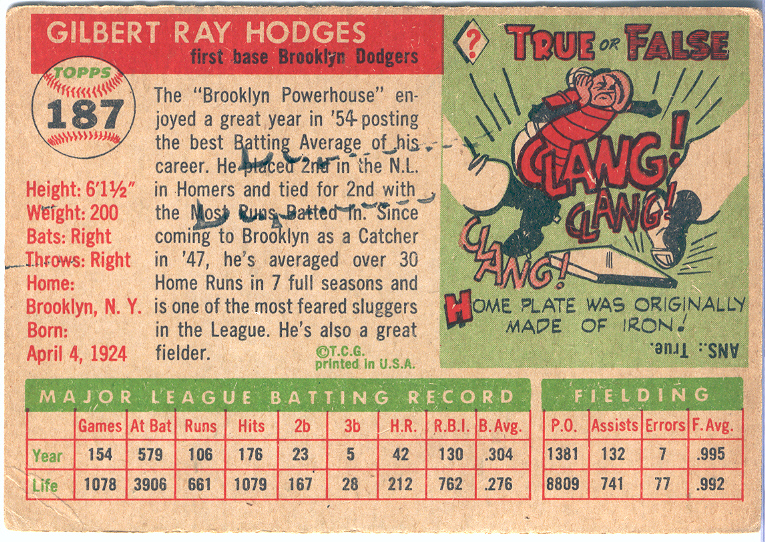 GILBERT RAY HODGES
first base Brooklyn Dodgers
TOPPS
187
Height: 6'1½"
Weight: 200
Bats: Right
Throws: Right
Home:
Brooklyn, N. Y.
Born:
April 4, 1924
The "Brooklyn Powerhouse" en-
joyed a great year in '54 posting
the best Batting Average of his
career. He placed 2nd in the N.L.
in Homers and tied for 2nd with
the Most Runs Batted In. Since
coming to Brooklyn as a Catcher
in '47, he's averaged over 30
Home Runs in 7 full seasons and
is one of the most feared sluggers
in the League. He's also a great
fielder.
©T.C.G.
printed in U.S.A.
?
TRUE OR FALSE
CLANG!
CLANG!
CLANG!
HOME PLATE WAS ORIGINALLY
MADE OF IRON!
ANS.: True.
MAJOR LEAGUE BATTING RECORD
Games At Bat Runs Hits 2b 3b H.R. R.B.I. B. Avg.
Year 154 579 106 176 23 5 42 130 .304
Life 1078 3906 661 1079 167 28 212 762 .276
FIELDING
P.O. Assists Errors F. Avg.
1381 132 7 .995
8809 741 77 .992